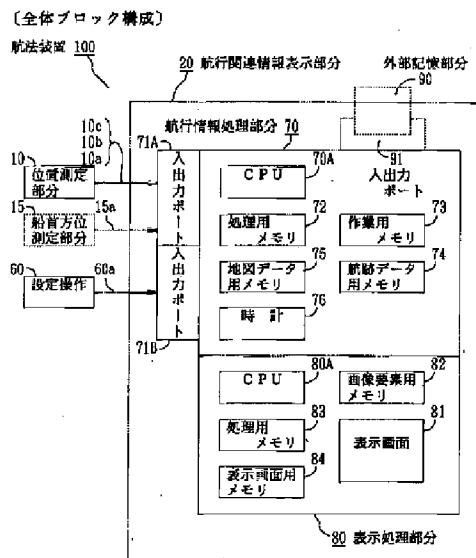 〔全体ブロック構成〕
航法装置 100
20 航行関連情報表示部分
外部記憶部分
90
10c
10b
10a
71A
航行情報処理部分
70
91
10
位置測定
部分
15
船首方位
測定部分
15a
60
設定操作
60a
入出力ポート
入出力ポート
71B
CPU
70A
入出力
ポート
72
処理用
メモリ
73
作業用
メモリ
75
地図データ
用メモリ
74
航跡データ
用メモリ
76
時計
CPU
80A
画像要素用
メモリ
82
83
処理用
メモリ
81
表示画面
84
表示画面用
メモリ
80 表示処理部分